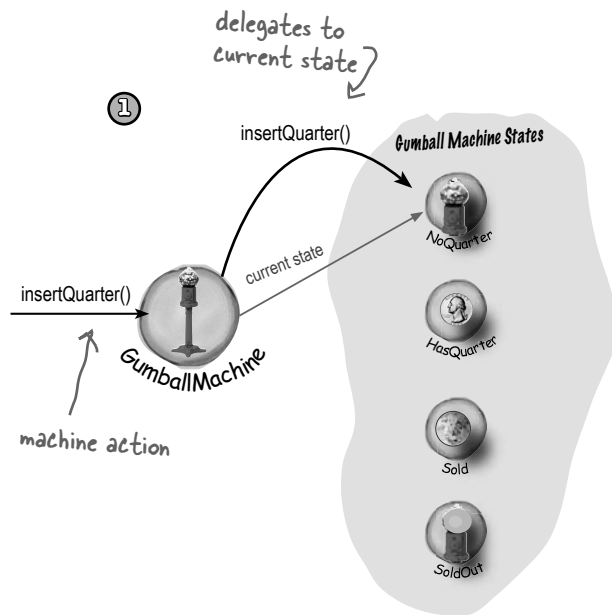 delegates to
current state
1
insertQuarter()
Gumball Machine States
NoQuarter
current state
insertQuarter()
GumballMachine
HasQuarter
machine action
Sold
SoldOut